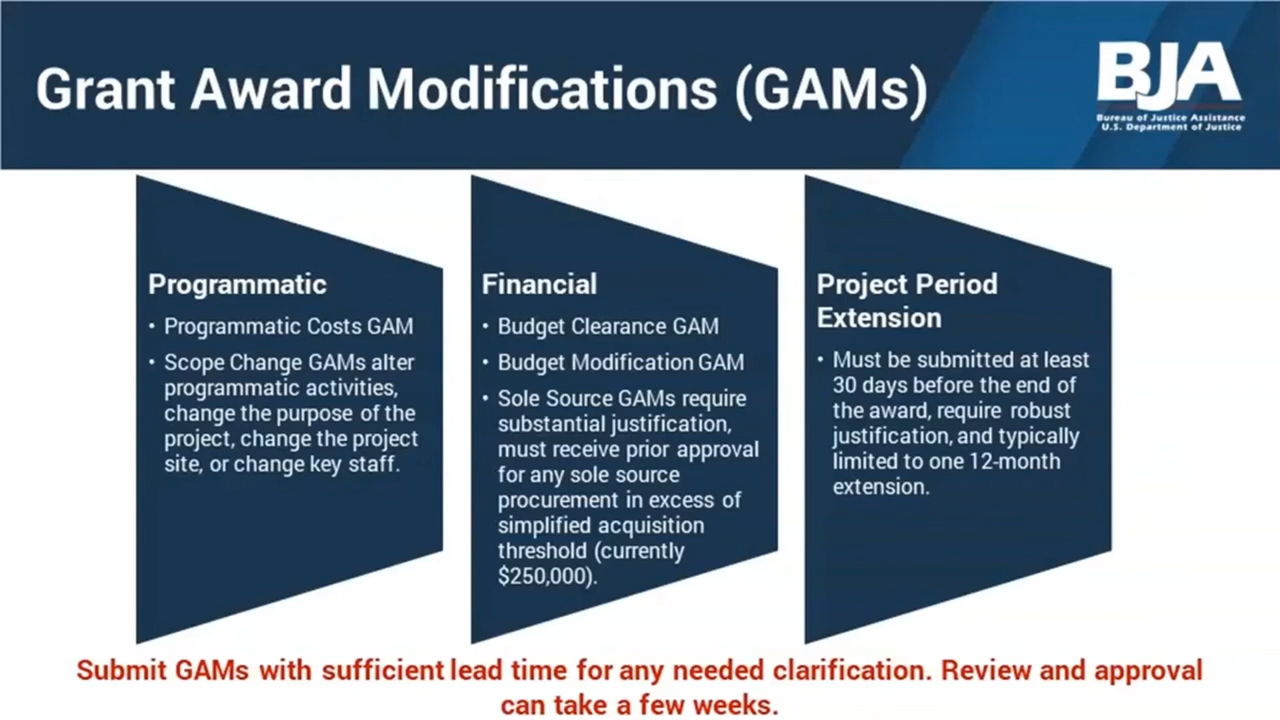 Grant Award Modifications (GAMs)
BJA
Bureau of Justice Assistance
U.S. Department of Justice
Programmatic
• Programmatic Costs GAM
• Scope Change GAMs alter
programmatic activities,
change the purpose of the
project, change the project
site, or change key staff.
Financial
• Budget Clearance GAM
• Budget Modification GAM
• Sole Source GAMs require
substantial justification,
must receive prior approval
for any sole source
procurement in excess of
simplified acquisition
threshold (currently
$250,000).
Project Period
Extension
• Must be submitted at least
30 days before the end of
the award, require robust
justification, and typically
limited to one 12-month
extension.
Submit GAMs with sufficient lead time for any needed clarification. Review and approval
can take a few weeks.